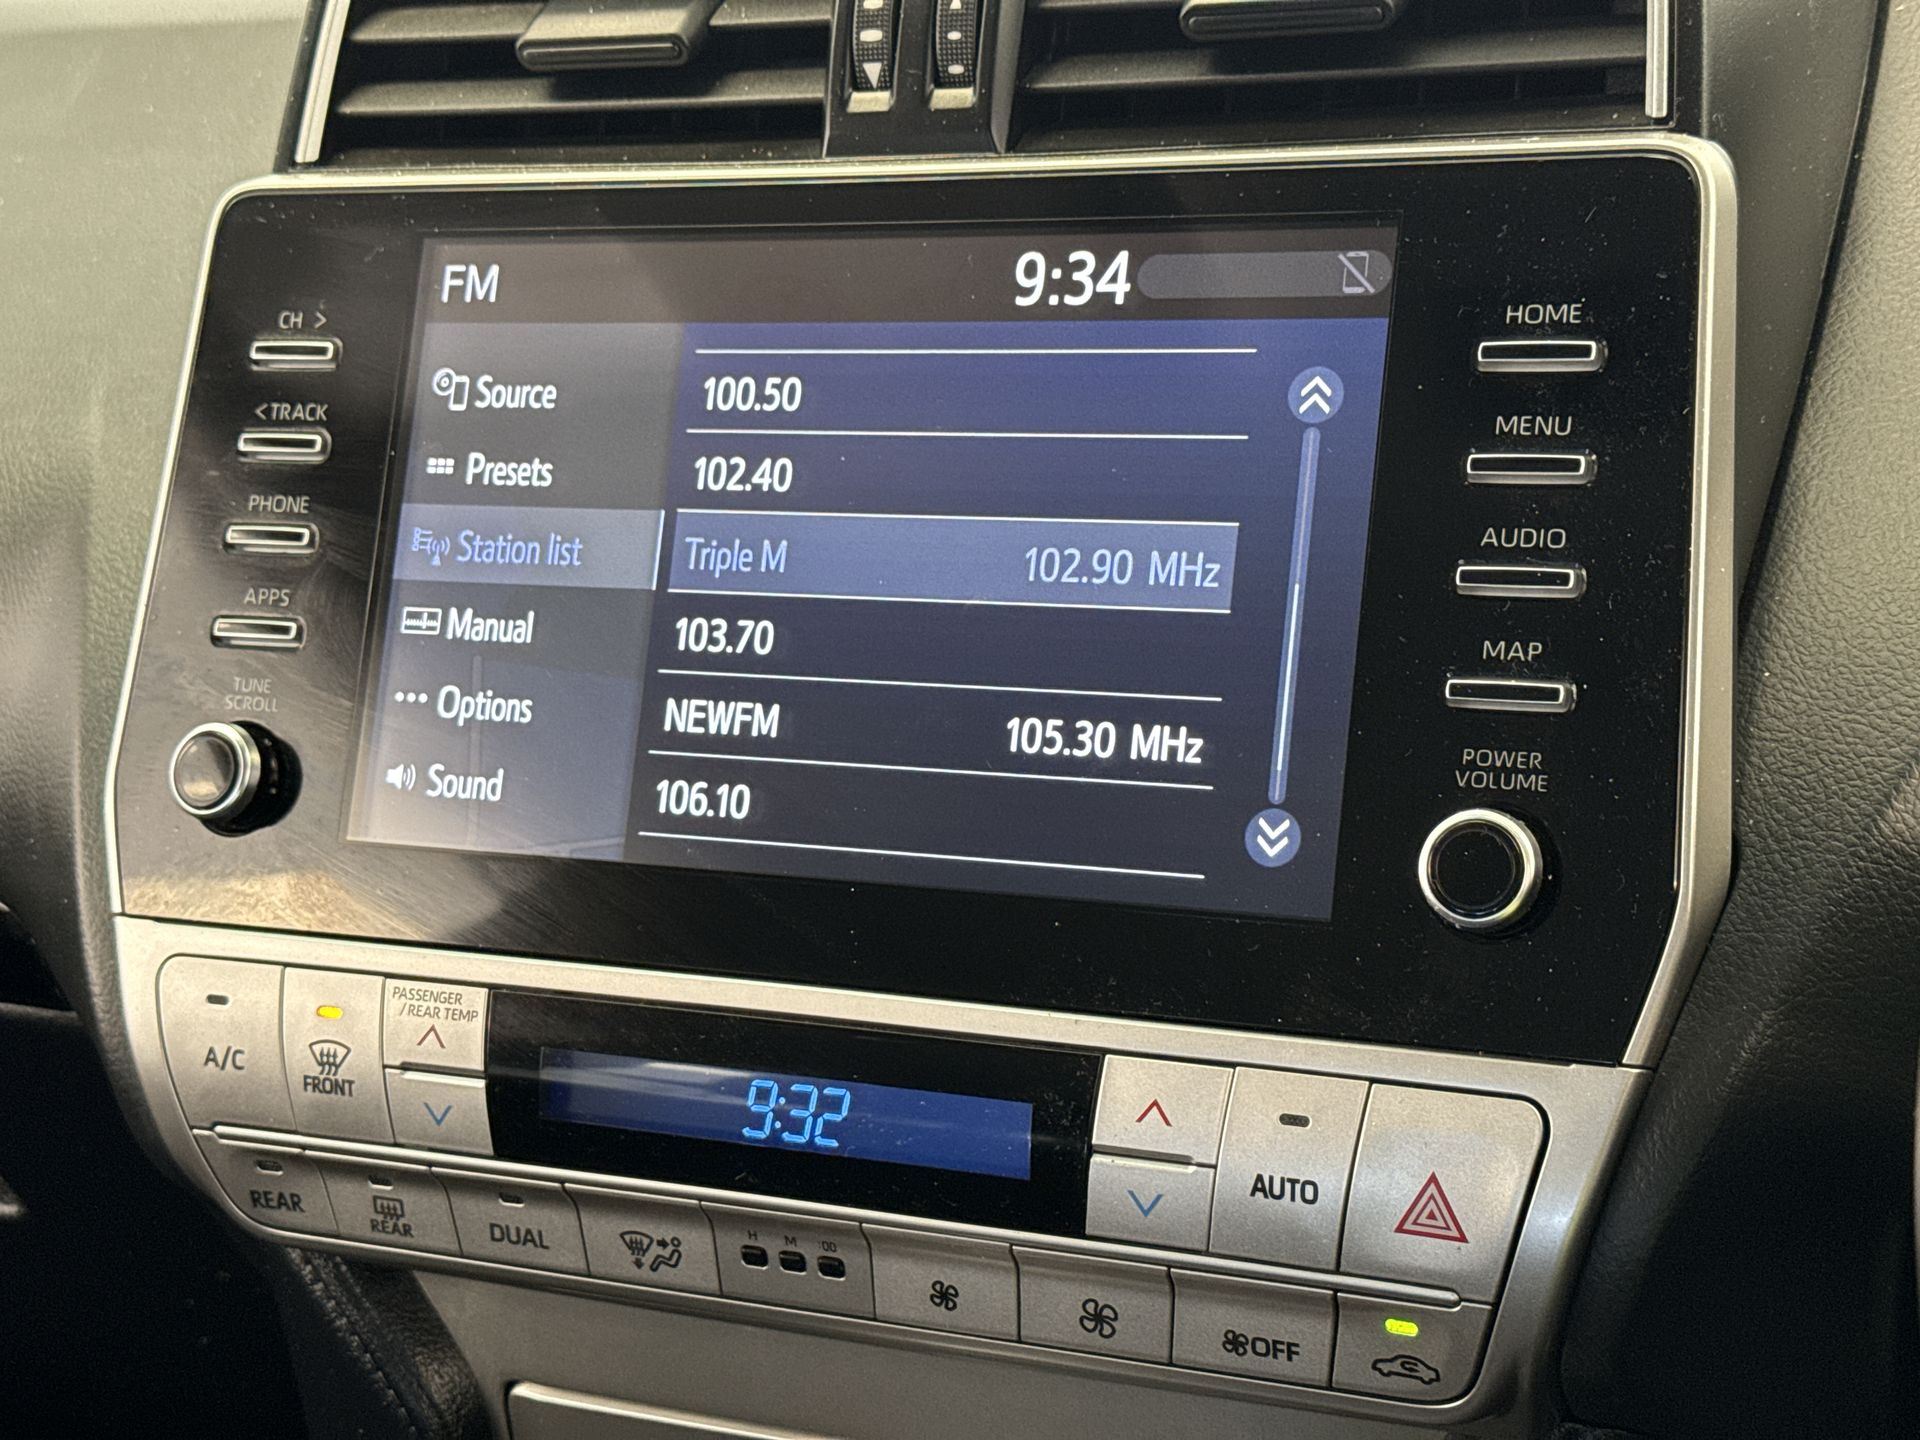 FM
9:34
CH >
< TRACK
PHONE
APPS
TUNE
SCROLL
Source
Presets
Station list
Manual
Options
Sound
100.50
102.40
Triple M 102.90 MHz
103.70
NEWFM 105.30 MHz
106.10
HOME
MENU
AUDIO
MAP
POWER
VOLUME
A/C
FRONT
PASSENGER
/REAR TEMP
9:32
AUTO
REAR
REAR
DUAL
H M :00
OFF